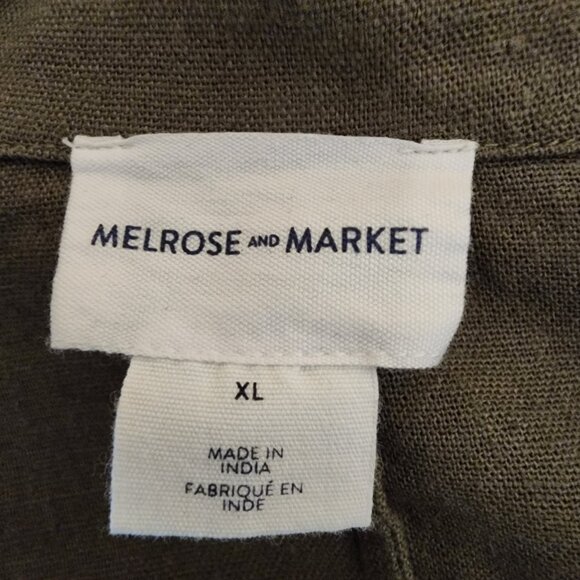 MELROSE AND MARKET
XL
MADE IN
INDIA
FABRIQUÉ EN
INDE